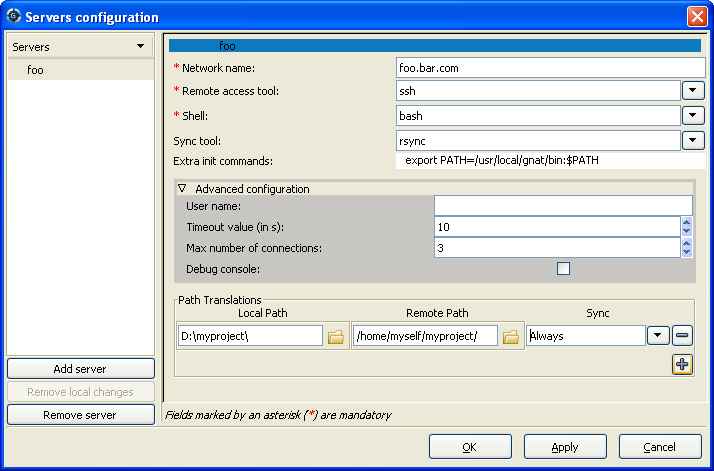 Servers configuration
Servers
foo
foo
* Network name: foo.bar.com
* Remote access tool: ssh
* Shell: bash
Sync tool: rsync
Extra init commands: export PATH=/usr/local/gnat/bin:$PATH
Advanced configuration
User name:
Timeout value (in s): 10
Max number of connections: 3
Debug console:
Path Translations
Local Path Remote Path Sync
D:\myproject\ /home/myself/myproject/ Always
Add server
Remove local changes
Remove server
Fields marked by an asterisk (*) are mandatory
OK Apply Cancel